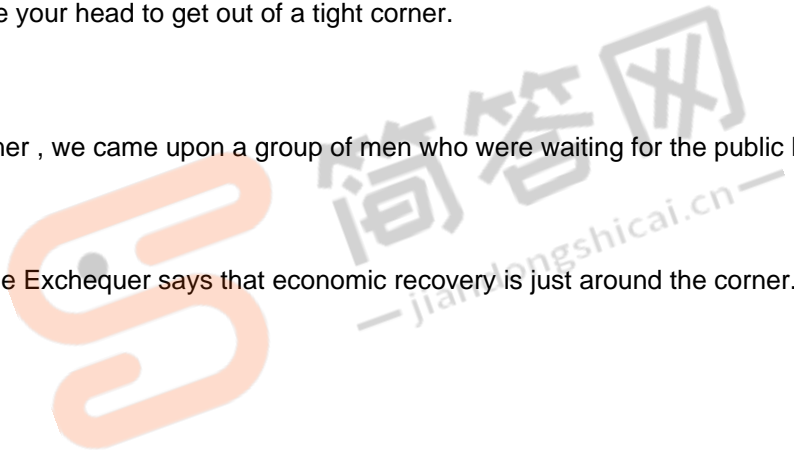 e your head to get out of a tight corner.
ner , we came upon a group of men who were waiting for the public
e Exchequer says that economic recovery is just around the corner.
简答网
jiandongshicai.cn